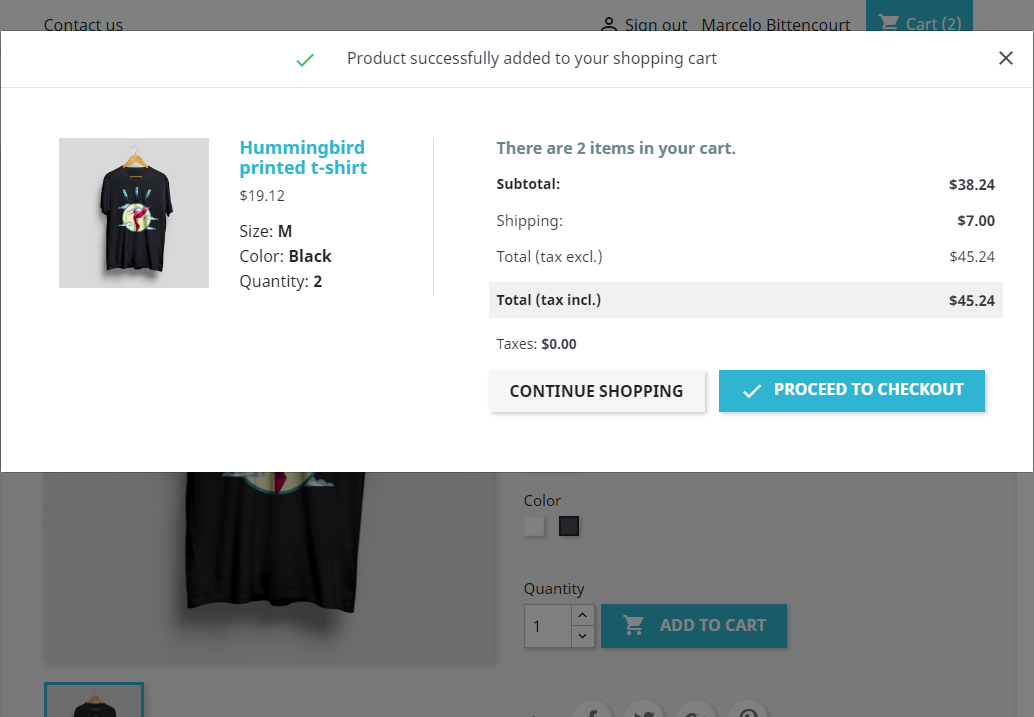 Contact us
Sign out Marcelo Bittencourt Cart (2)
Product successfully added to your shopping cart
Hummingbird
printed t-shirt
$19.12
Size: M
Color: Black
Quantity: 2
There are 2 items in your cart.
Subtotal: $38.24
Shipping: $7.00
Total (tax excl.) $45.24
Total (tax incl.) $45.24
Taxes: $0.00
CONTINUE SHOPPING
PROCEED TO CHECKOUT
Color
Quantity
1
ADD TO CART